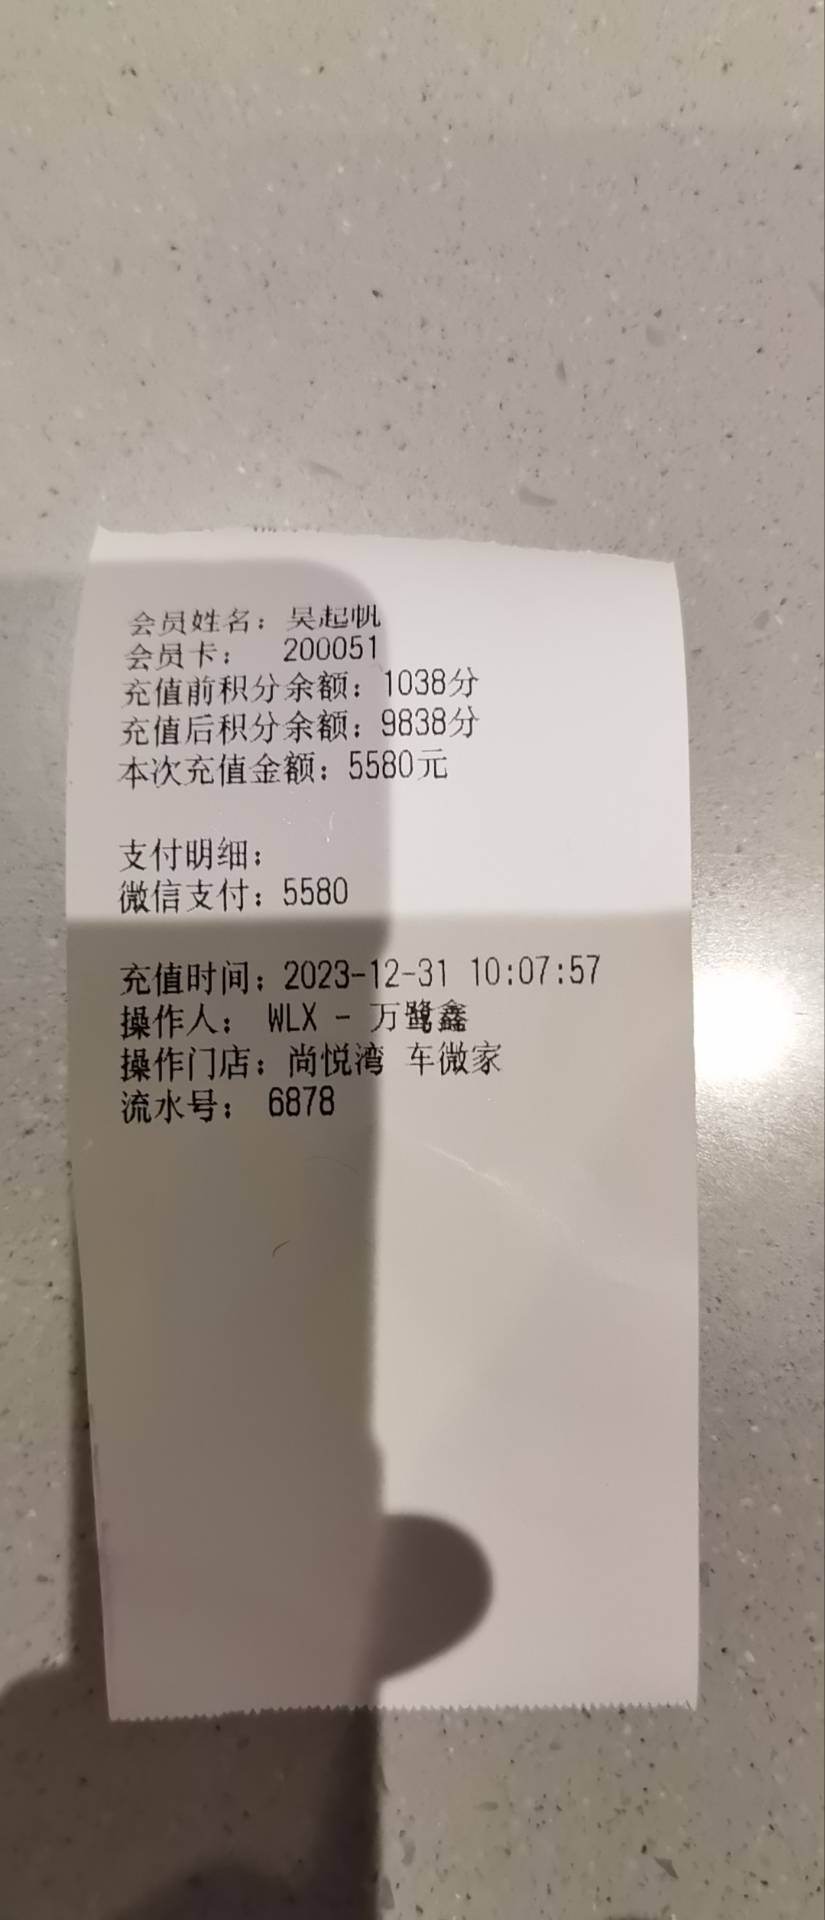 会员姓名：吴起帆
会员卡： 200051
充值前积分余额：1038分
充值后积分余额：9838分
本次充值金额：5580元
支付明细：
微信支付：5580
充值时间：2023-12-31 10:07:57
操作人： WLX - 万鹭鑫
操作门店：尚悦湾 车微家
流水号： 6878